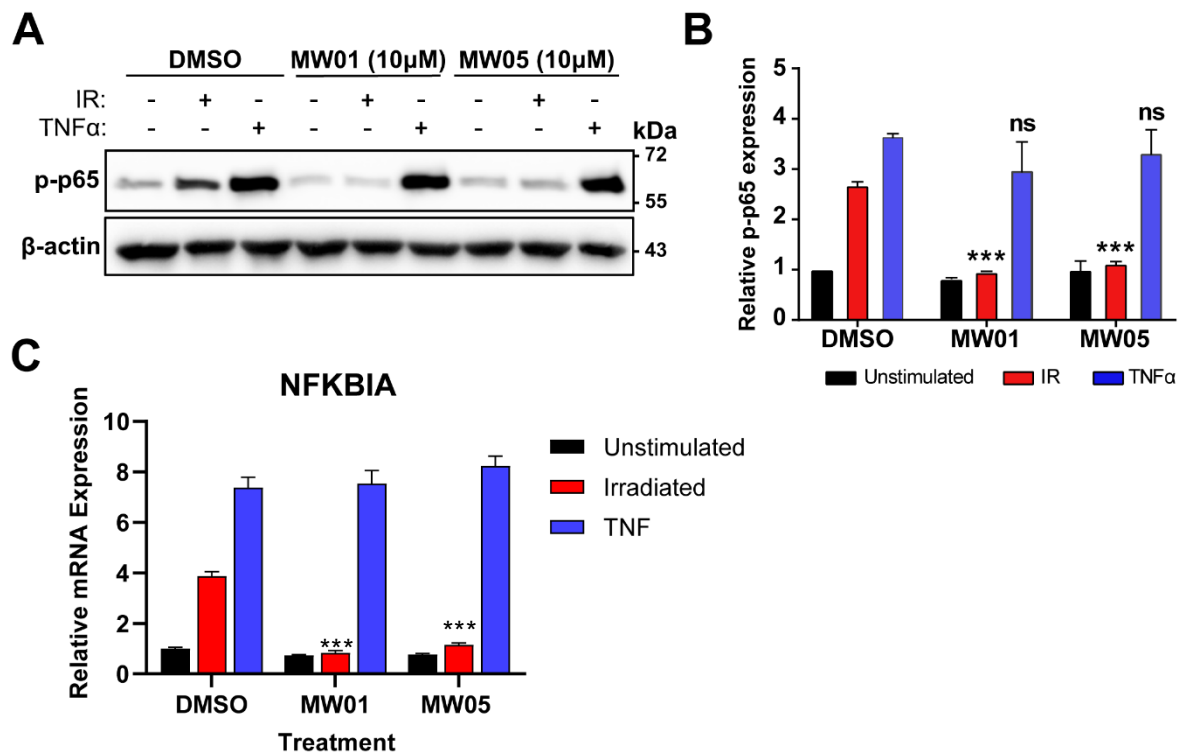 A
DMSO MW01 (10μM) MW05 (10μM)
IR: - + - - + - - + -
TNFα: - - + - - + - - + kDa
p-p65
72
55
β-actin
43
B
Relative p-p65 expression
5
4
3
2
1
0
ns
ns
***
***
DMSO MW01 MW05
Unstimulated IR TNFα
C
NFKBIA
Relative mRNA Expression
10
8
6
4
2
0
***
***
DMSO MW01 MW05
Treatment
Unstimulated
Irradiated
TNF